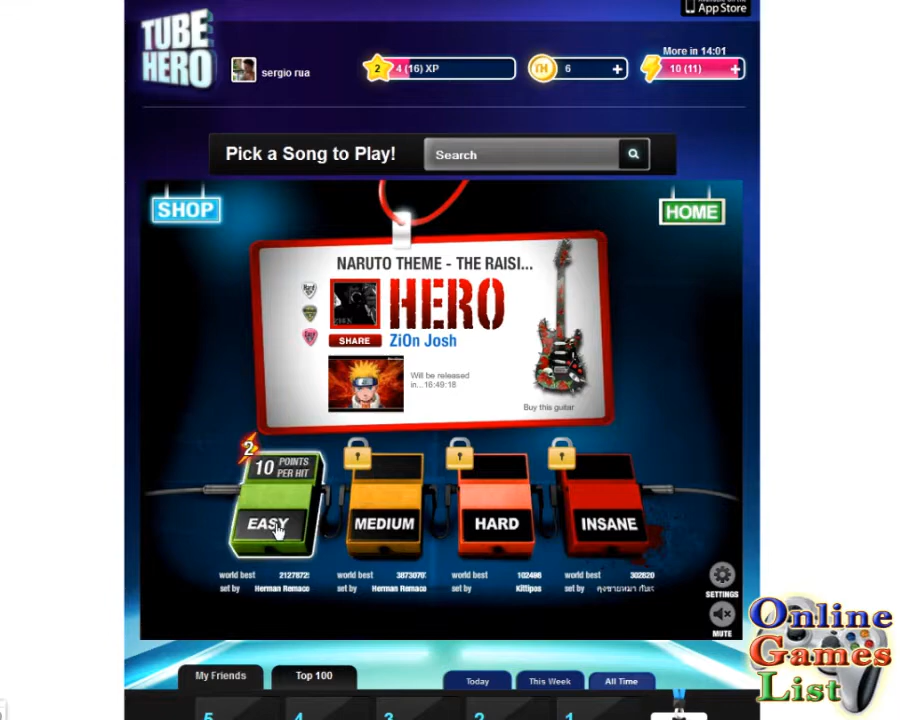 App Store
TUBE
HERO
sergio rua
2
4 (16) XP
TH
6
More in 14:01
10 (11)
Pick a Song to Play!
Search
SHOP
HOME
NARUTO THEME - THE RAISI...
HERO
SHARE
ZiOn Josh
Will be released
in...16:49:18
Buy this guitar
2
10 POINTS
PER HIT
EASY
MEDIUM
HARD
INSANE
world best
set by Herman Remace
world best
set by Herman Remace
world best 102486
set by Kittipos
world best 302620
set by
SETTINGS
MUTE
My Friends
Top 100
Today
This Week
All Time
5
4
3
2
1
Online
Games
List